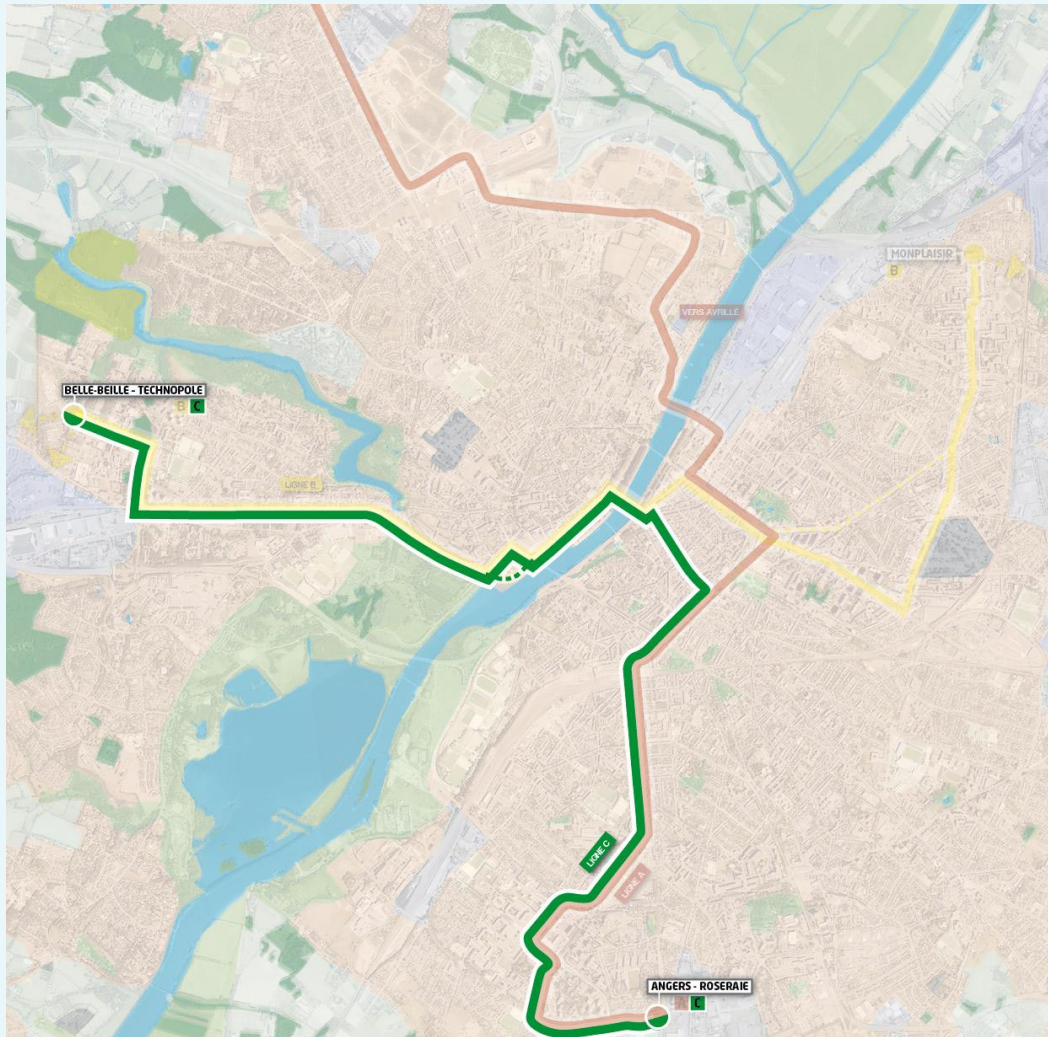 MONPLAISIR
B
VERS AVRILLÉ
BELLE-BEILLE - TECHNOPOLE
B C
LIGNE B
LIGNE C
LIGNE A
ANGERS - ROSERAIE
A C